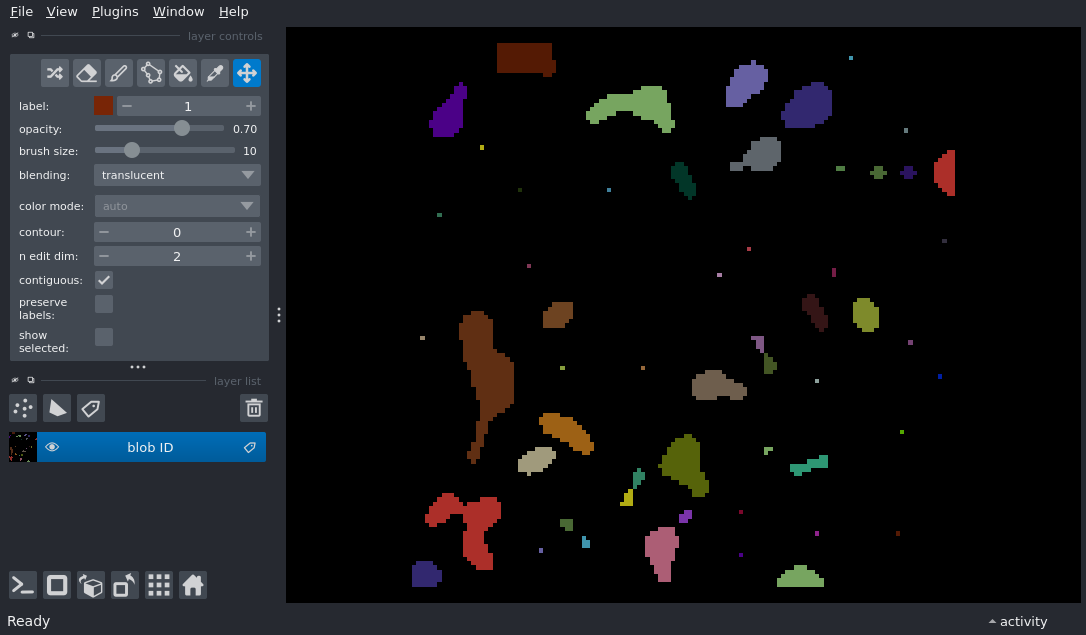 File View Plugins Window Help
layer controls
label: 1
opacity: 0.70
brush size: 10
blending: translucent
color mode: auto
contour: 0
n edit dim: 2
contiguous:
preserve
labels:
show
selected:
layer list
blob ID
Ready
activity